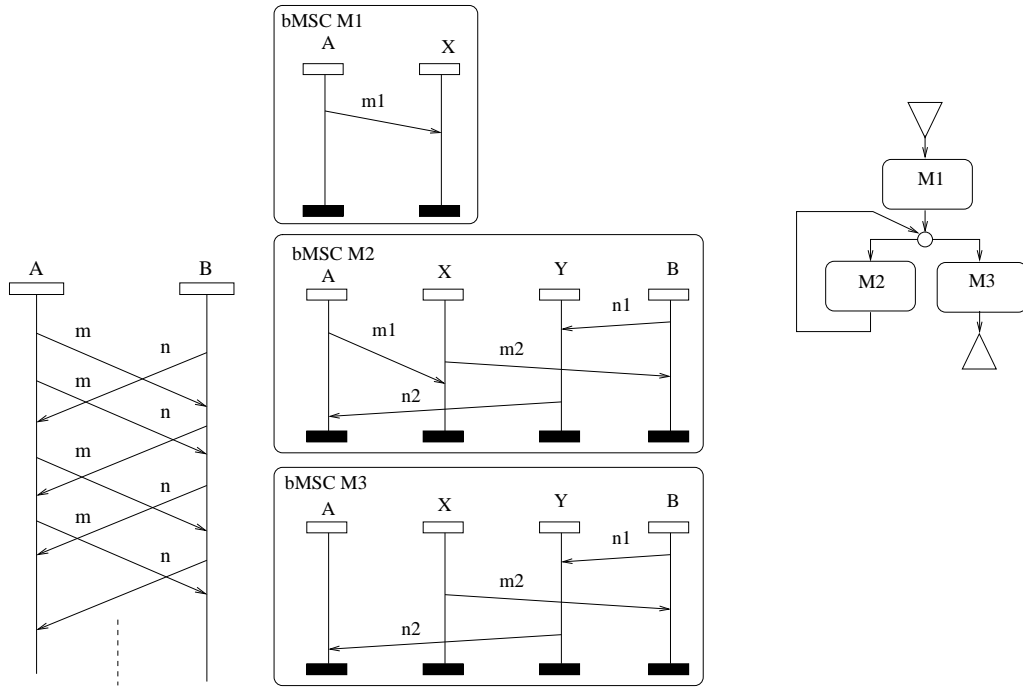 A B
m
n
m
n
m
n
m
n
bMSC M1
A X
m1
bMSC M2
A X Y B
n1
m1
m2
n2
bMSC M3
A X Y B
n1
m2
n2
M1
M2 M3